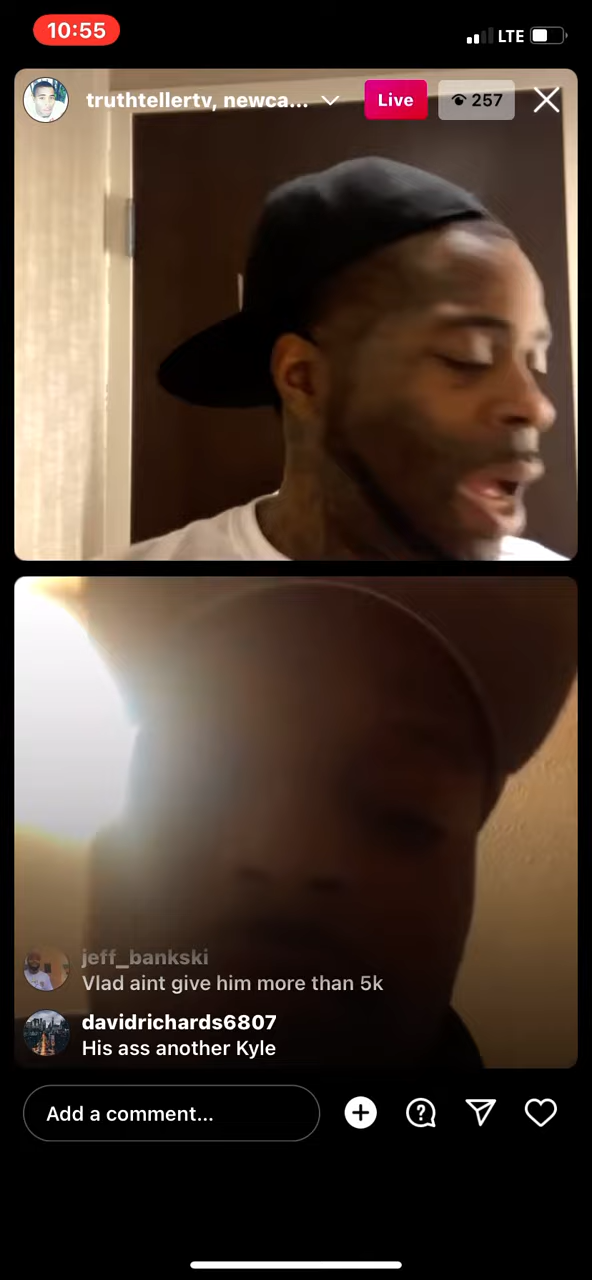 10:55
LTE
truthtellertv, newca...
Live
257
jeff_bankski
Vlad aint give him more than 5k
davidrichards6807
His ass another Kyle
Add a comment...